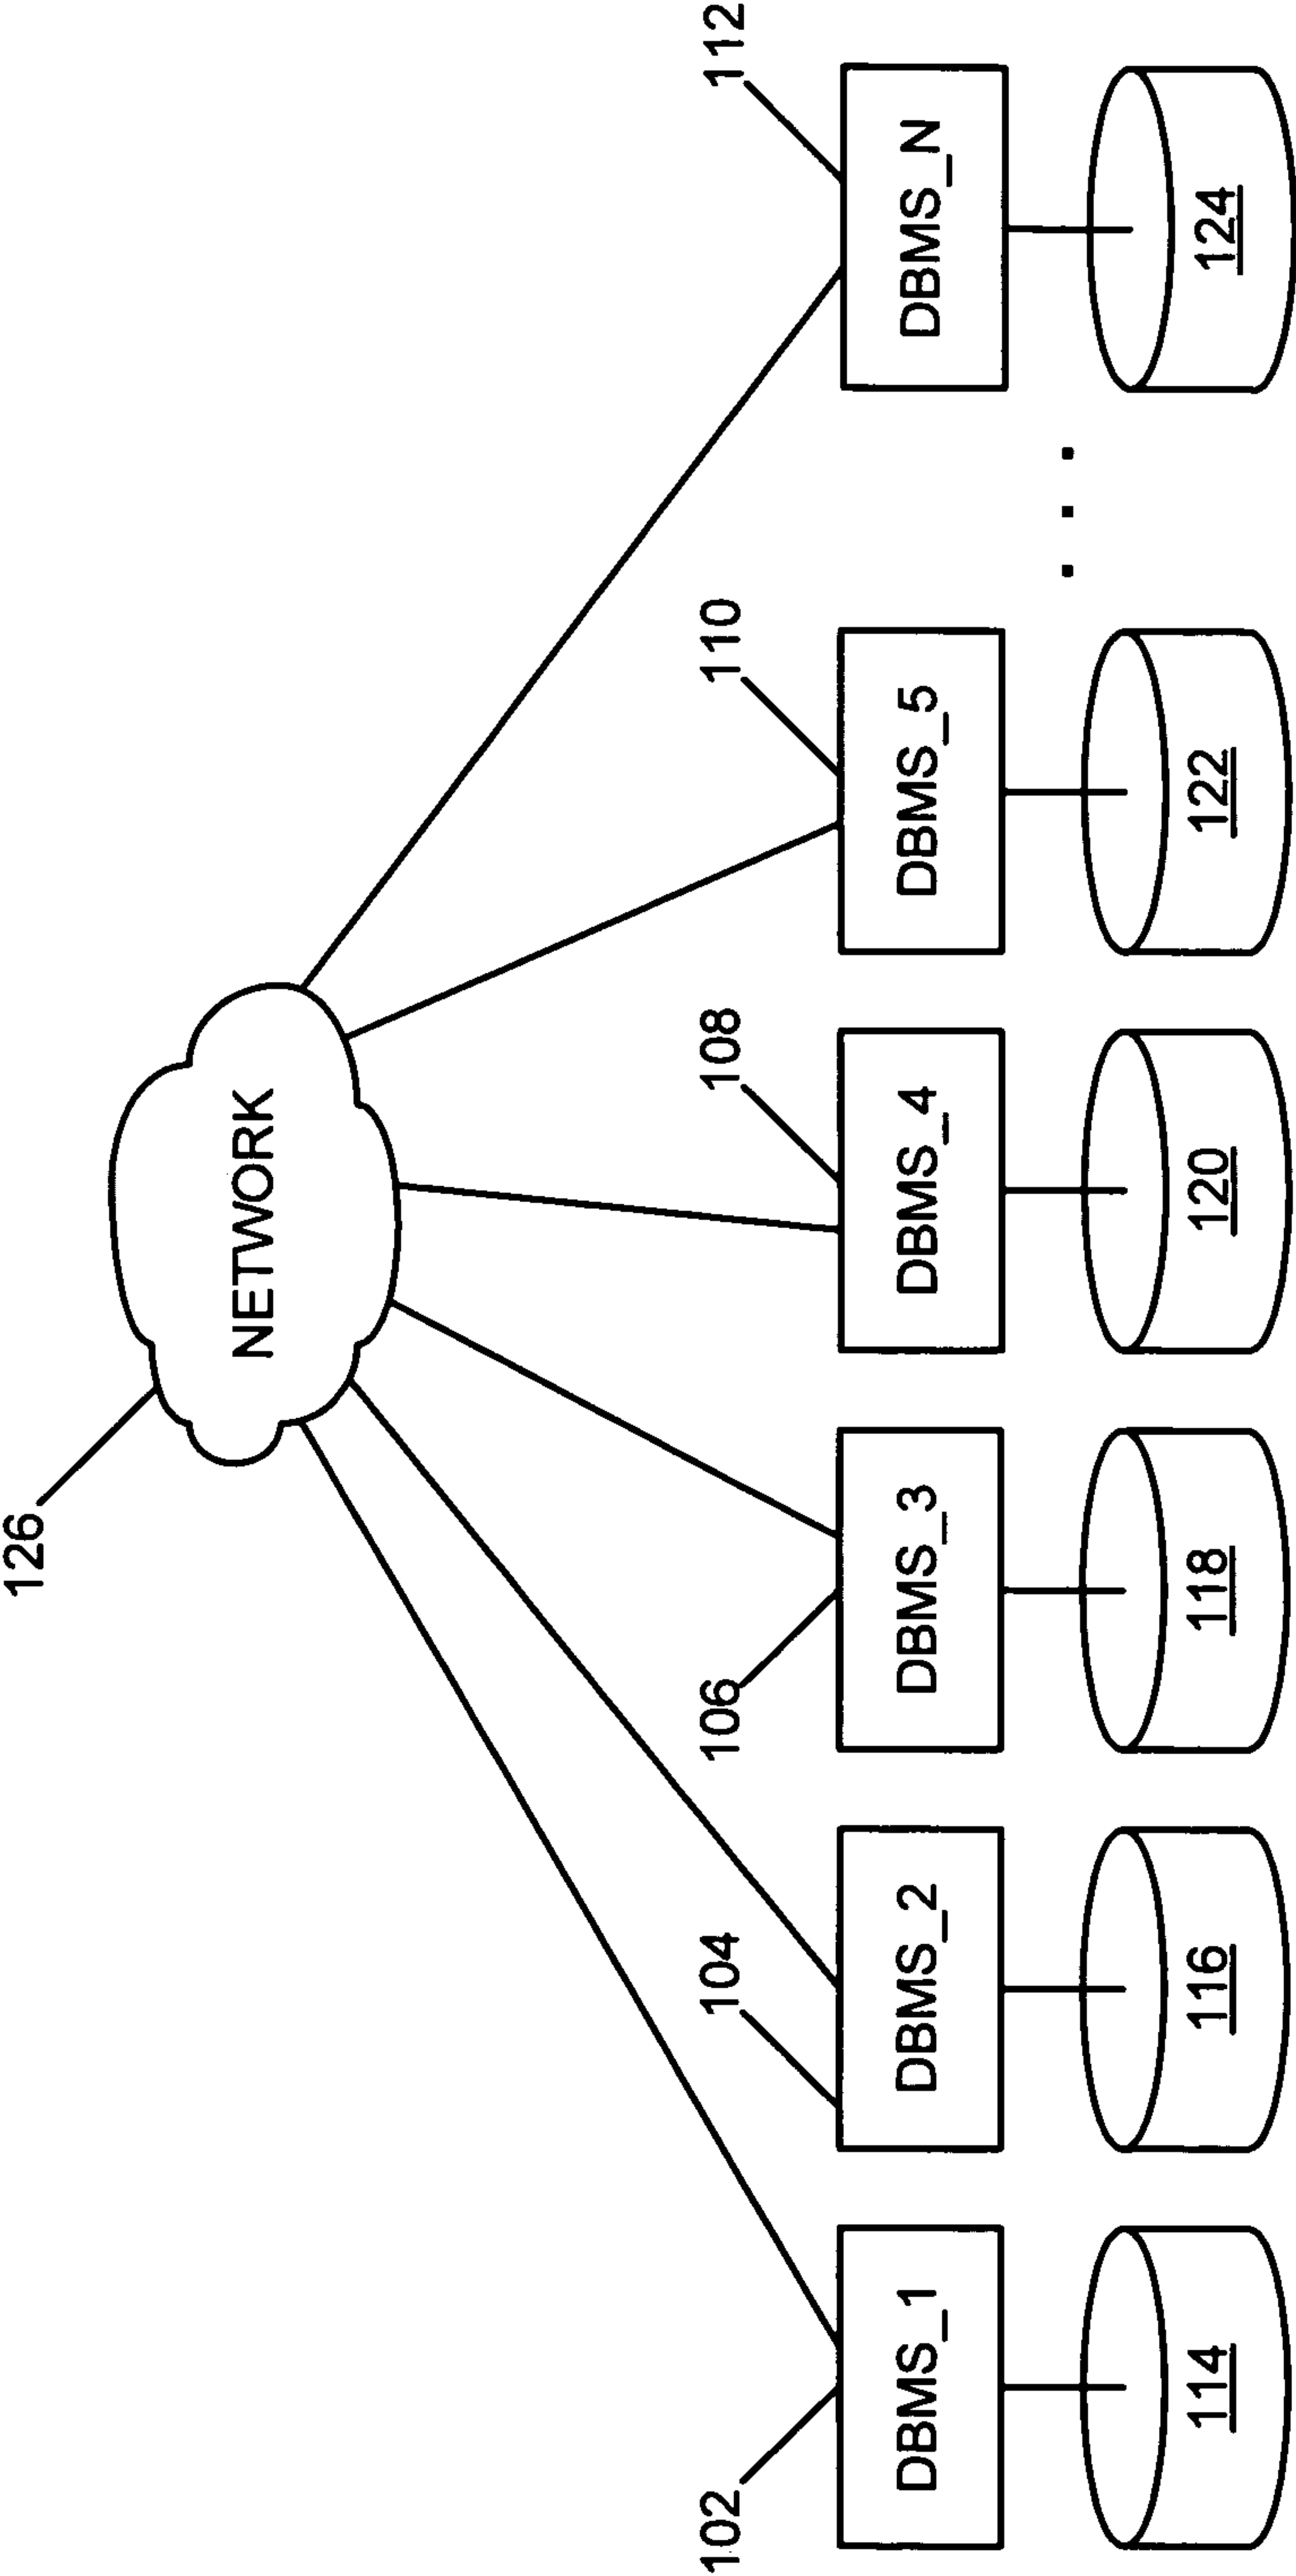 126
NETWORK
102
104
106
108
110
112
DBMS_1
DBMS_2
DBMS_3
DBMS_4
DBMS_5
DBMS_N
. . .
114
116
118
120
122
124